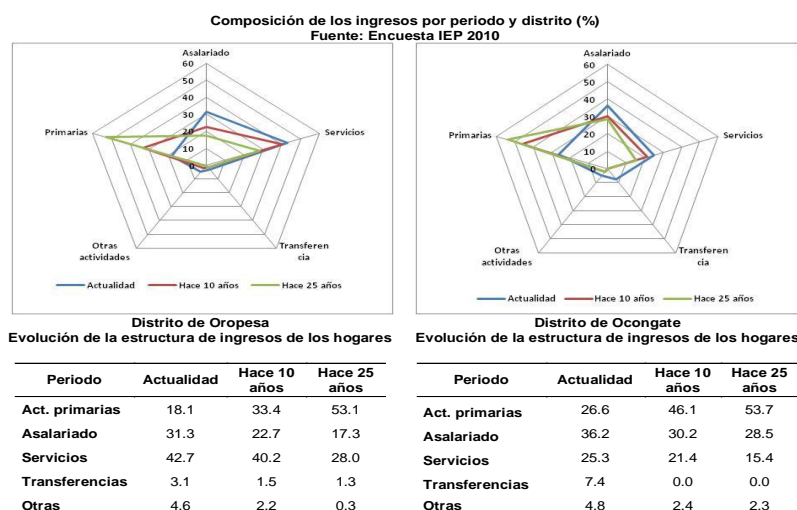 Composición de los ingresos por periodo y distrito (%)
Fuente: Encuesta IEP 2010
Asalariado
60
50
40
30
20
10
0
Primarias
Servicios
Otras
actividades
Transferen
cia
Actualidad Hace 10 años Hace 25 años
Asalariado
60
50
40
30
20
10
0
Primarias
Servicios
Otras
actividades
Transferen
cia
Actualidad Hace 10 años Hace 25 años
Distrito de Oropesa
Evolución de la estructura de ingresos de los hogares
Periodo Actualidad Hace 10 años Hace 25 años
Act. primarias 18.1 33.4 53.1
Asalariado 31.3 22.7 17.3
Servicios 42.7 40.2 28.0
Transferencias 3.1 1.5 1.3
Otras 4.6 2.2 0.3
Distrito de Ocongate
Evolución de la estructura de ingresos de los hogares
Periodo Actualidad Hace 10 años Hace 25 años
Act. primarias 26.6 46.1 53.7
Asalariado 36.2 30.2 28.5
Servicios 25.3 21.4 15.4
Transferencias 7.4 0.0 0.0
Otras 4.8 2.4 2.3